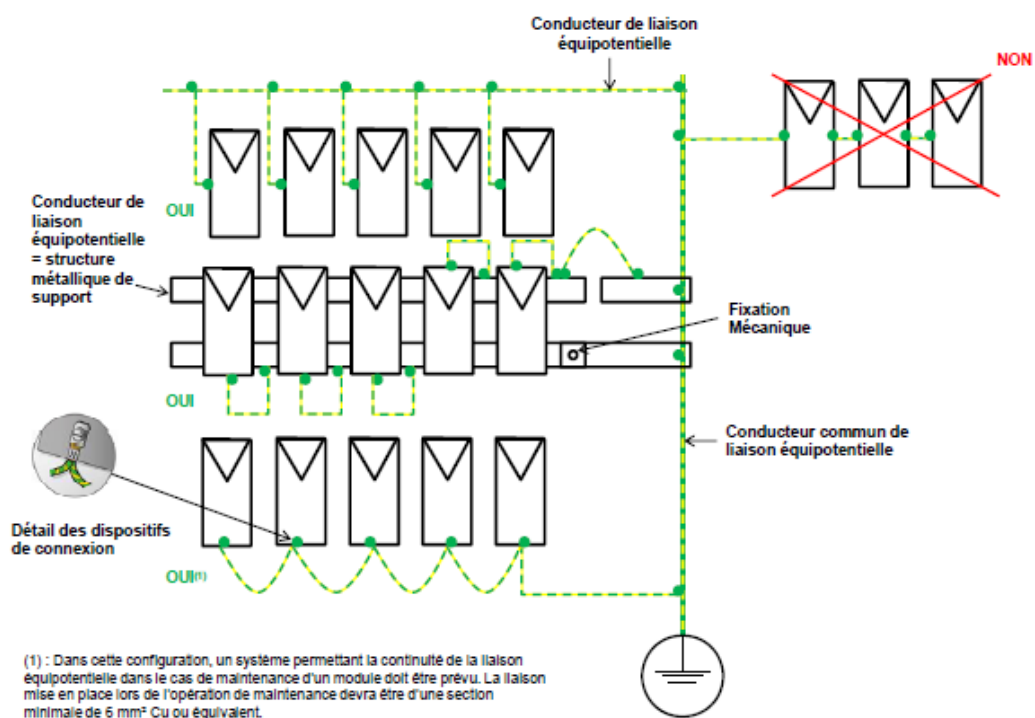 Conducteur de liaison
équipotentielle
NON
Conducteur de
liaison
équipotentielle
= structure
métallique de
support
OUI
Fixation
Mécanique
OUI
Conducteur commun de
liaison équipotentielle
Détail des dispositifs
de connexion
OUI(1)
(1) : Dans cette configuration, un système permettant la continuité de la liaison
équipotentielle dans le cas de maintenance d'un module doit être prévu. La liaison
mise en place lors de l'opération de maintenance devra être d'une section
minimale de 6 mm² Cu ou équivalent.